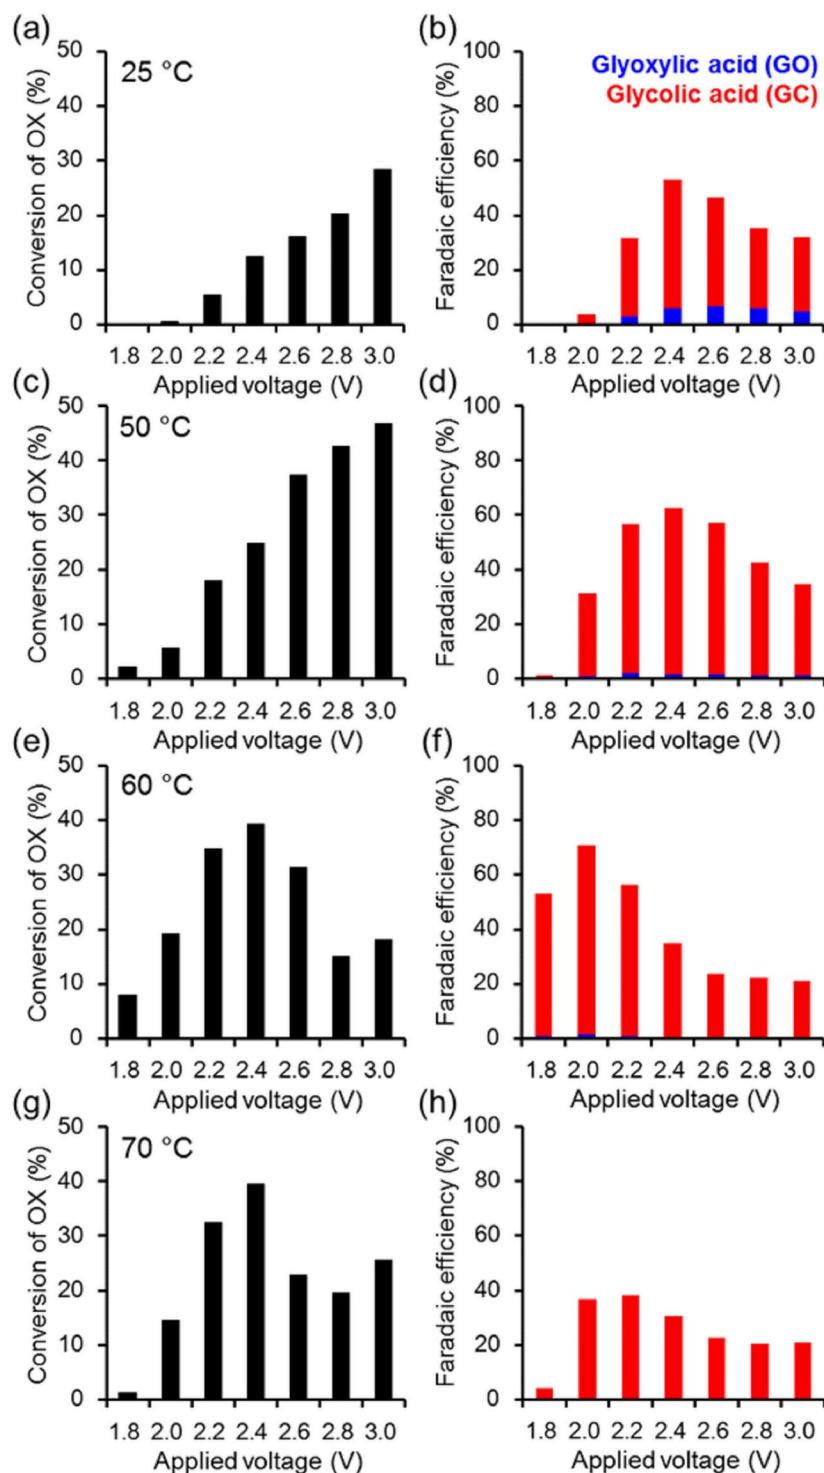 (a)
50
40
30
20
10
0
Conversion of OX (%)
25 °C
1.8 2.0 2.2 2.4 2.6 2.8 3.0
Applied voltage (V)
(b)
100
80
60
40
20
0
Faradaic efficiency (%)
Glyoxylic acid (GO)
Glycolic acid (GC)
1.8 2.0 2.2 2.4 2.6 2.8 3.0
Applied voltage (V)
(c)
50
40
30
20
10
0
Conversion of OX (%)
50 °C
1.8 2.0 2.2 2.4 2.6 2.8 3.0
Applied voltage (V)
(d)
100
80
60
40
20
0
Faradaic efficiency (%)
1.8 2.0 2.2 2.4 2.6 2.8 3.0
Applied voltage (V)
(e)
50
40
30
20
10
0
Conversion of OX (%)
60 °C
1.8 2.0 2.2 2.4 2.6 2.8 3.0
Applied voltage (V)
(f)
100
80
60
40
20
0
Faradaic efficiency (%)
1.8 2.0 2.2 2.4 2.6 2.8 3.0
Applied voltage (V)
(g)
50
40
30
20
10
0
Conversion of OX (%)
70 °C
1.8 2.0 2.2 2.4 2.6 2.8 3.0
Applied voltage (V)
(h)
100
80
60
40
20
0
Faradaic efficiency (%)
1.8 2.0 2.2 2.4 2.6 2.8 3.0
Applied voltage (V)